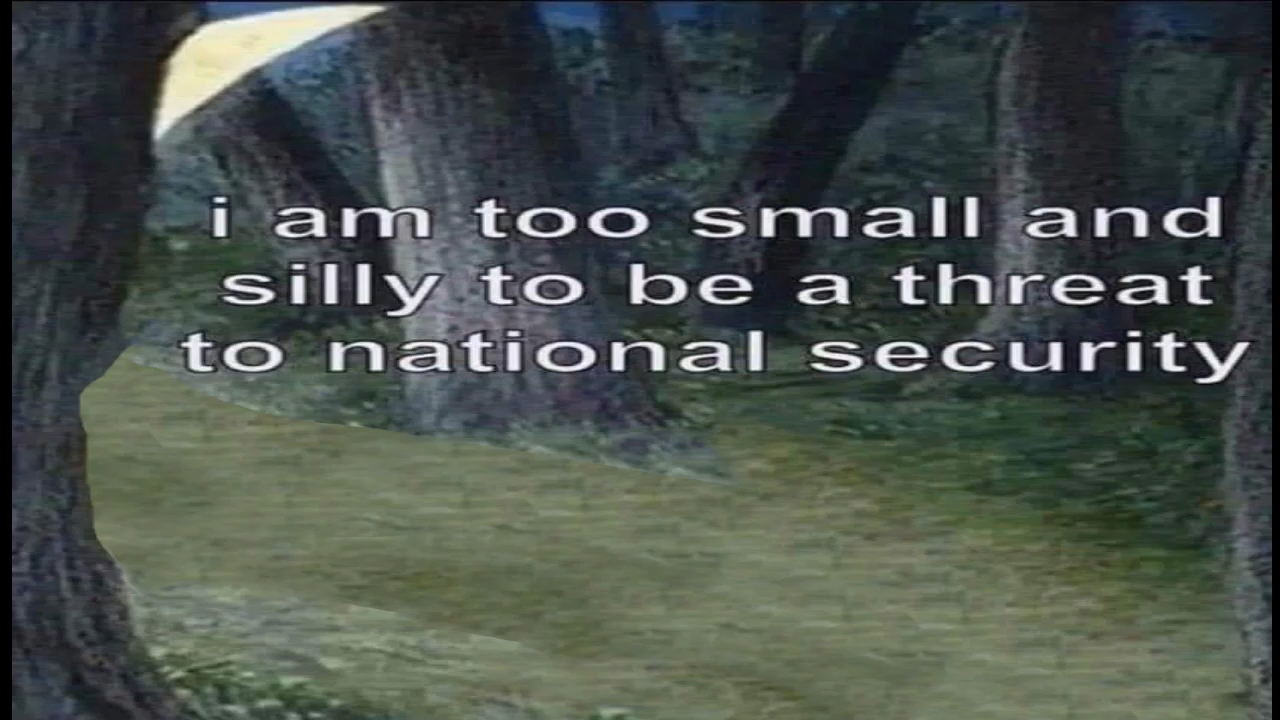 i am too small and
silly to be a threat
to national security